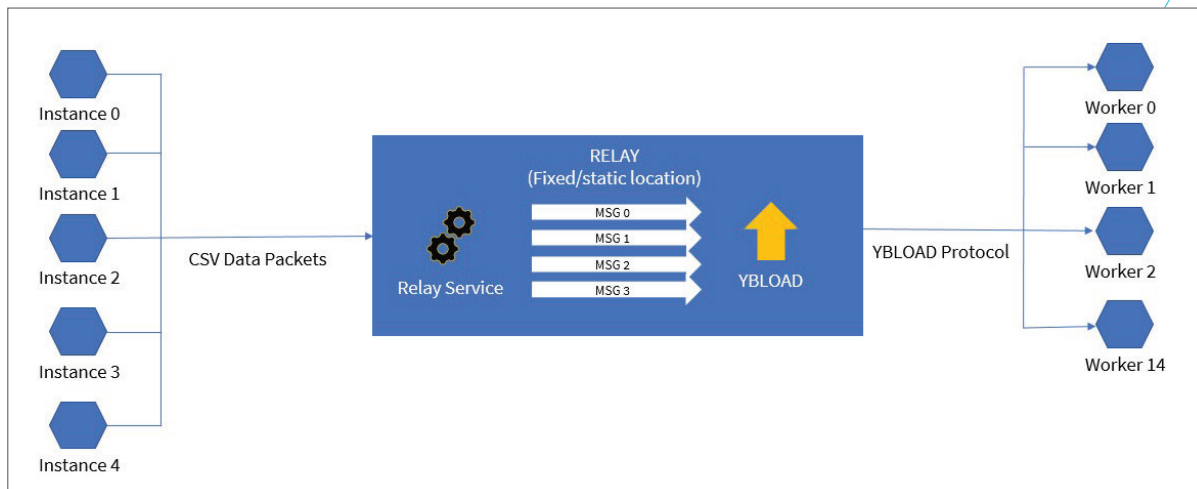 Instance 0
Instance 1
Instance 2
Instance 3
Instance 4
CSV Data Packets
RELAY
(Fixed/static location)
Relay Service
MSG 0
MSG 1
MSG 2
MSG 3
YBLOAD
YBLOAD Protocol
Worker 0
Worker 1
Worker 2
Worker 14